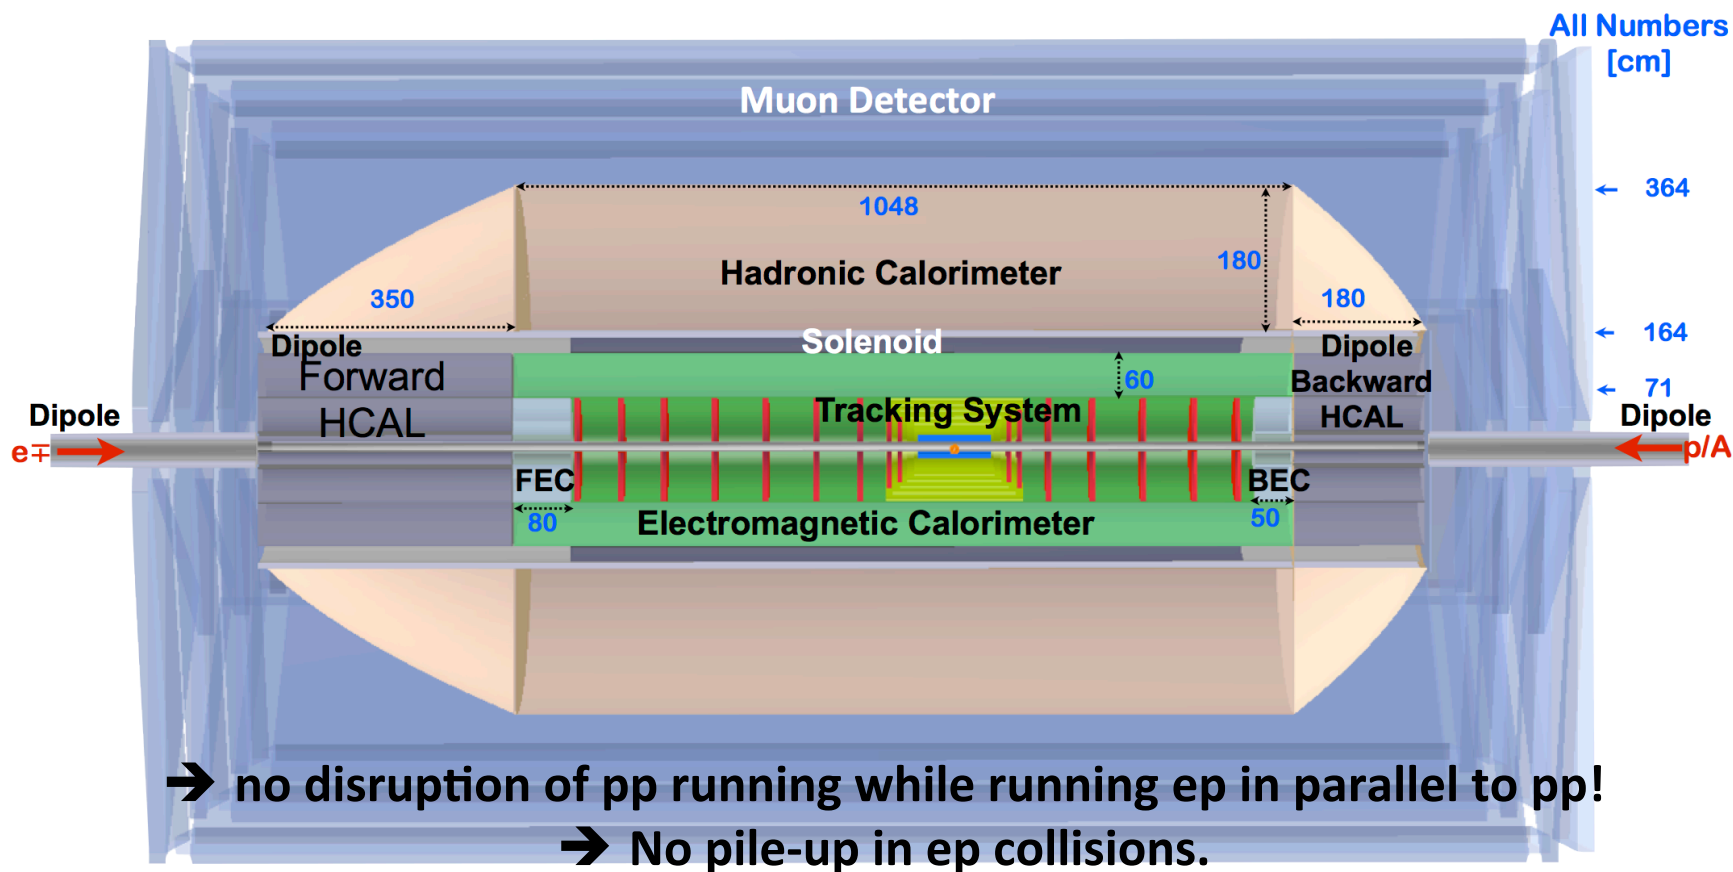 All Numbers
[cm]
Muon Detector
364
1048
180
Hadronic Calorimeter
350
180
164
Solenoid
Dipole
Dipole
Forward
60
Backward
71
Dipole
HCAL
Tracking System
HCAL
Dipole
e∓
p/A
FEC
BEC
80
Electromagnetic Calorimeter
50
➔ no disruption of pp running while running ep in parallel to pp!
➔ No pile-up in ep collisions.